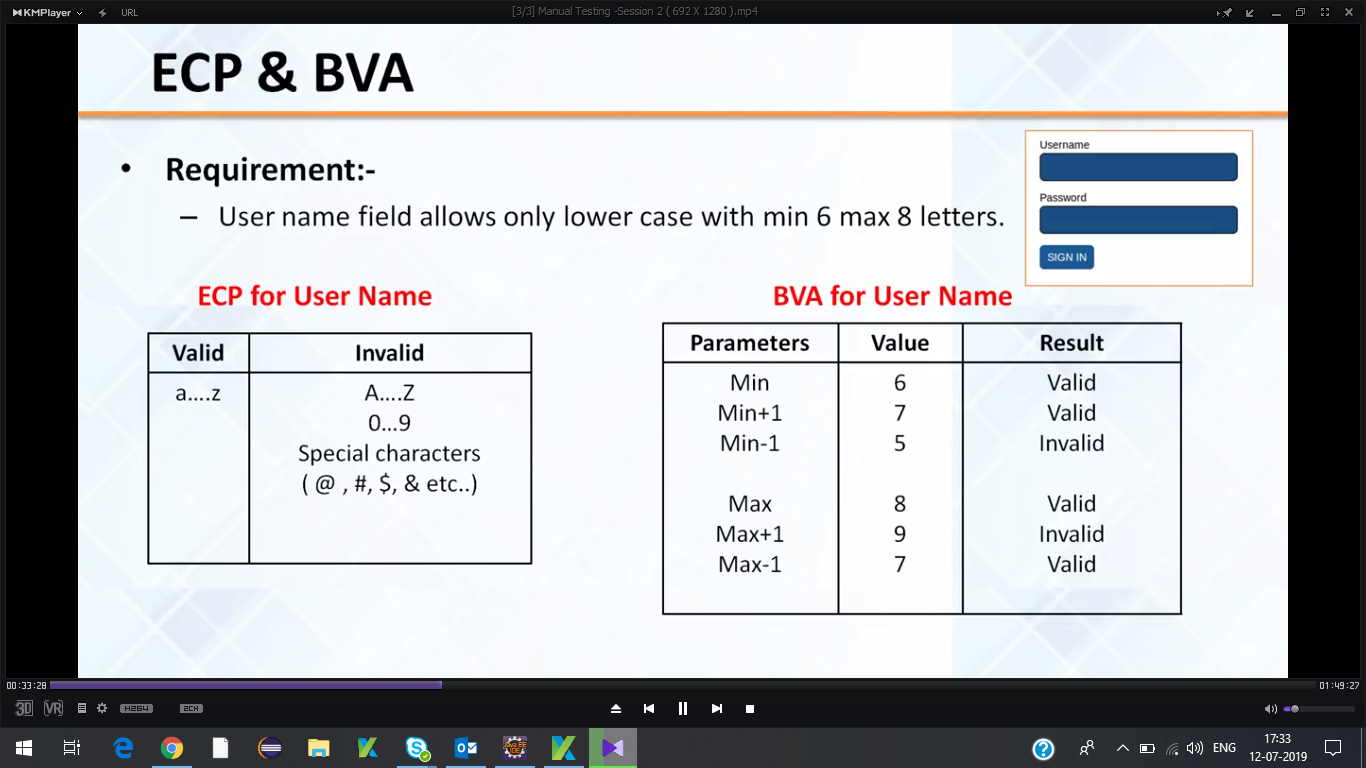 KMPlayer
URL
[3/3] Manual Testing -Session 2 ( 692 X 1280 ).mp4
ECP & BVA
• Requirement:-
– User name field allows only lower case with min 6 max 8 letters.
Username
Password
SIGN IN
ECP for User Name
Valid Invalid
a....z A....Z
0...9
Special characters
( @ , #, $, & etc..)
BVA for User Name
Parameters Value Result
Min 6 Valid
Min+1 7 Valid
Min-1 5 Invalid
Max 8 Valid
Max+1 9 Invalid
Max-1 7 Valid
00:33:28
01:49:27
3D VR H264 2CH
ENG
17:33
12-07-2019